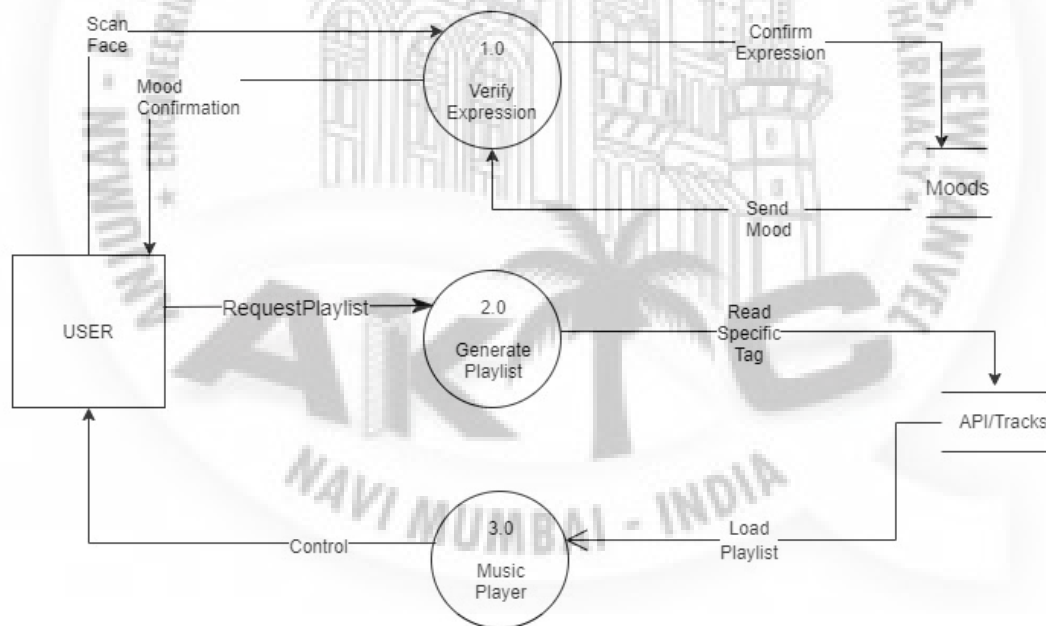 Scan
Face
1.0
Verify
Expression
Confirm
Expression
Mood
Confirmation
Moods
Send
Mood
USER
RequestPlaylist
2.0
Generate
Playlist
Read
Specific
Tag
API/Tracks
3.0
Music
Player
Control
Load
Playlist
AKTC
NAVI MUMBAI - INDIA